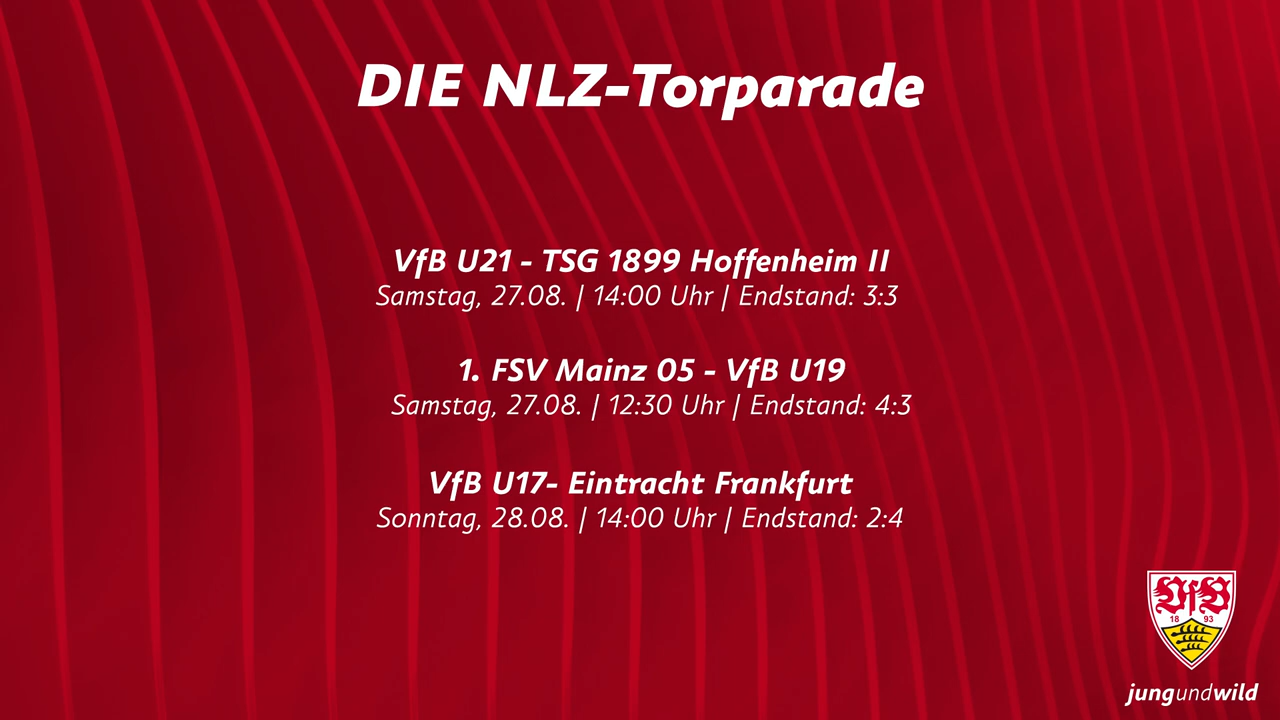 DIE NLZ-Torparade
VfB U21 - TSG 1899 Hoffenheim II
Samstag, 27.08. | 14:00 Uhr | Endstand: 3:3
1. FSV Mainz 05 - VfB U19
Samstag, 27.08. | 12:30 Uhr | Endstand: 4:3
VfB U17- Eintracht Frankfurt
Sonntag, 28.08. | 14:00 Uhr | Endstand: 2:4
VfB
18 93
jungundwild